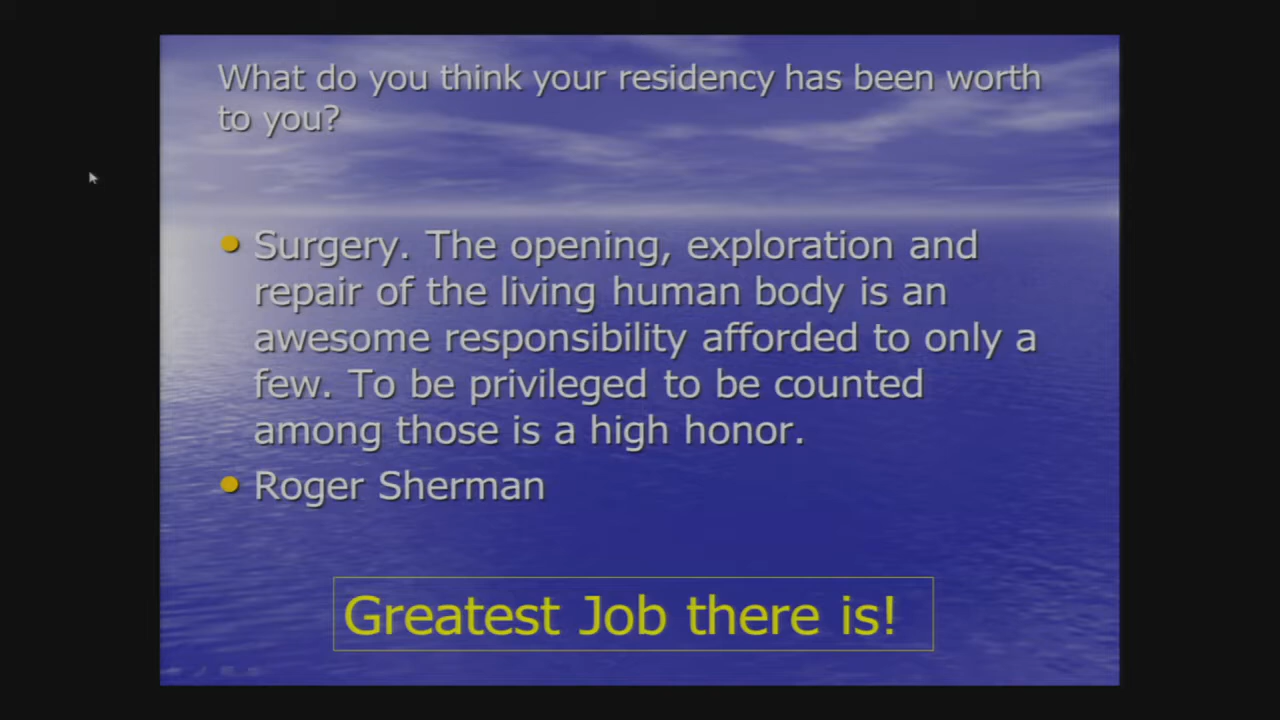 What do you think your residency has been worth
to you?
Surgery. The opening, exploration and
repair of the living human body is an
awesome responsibility afforded to only a
few. To be privileged to be counted
among those is a high honor.
Roger Sherman
Greatest Job there is!